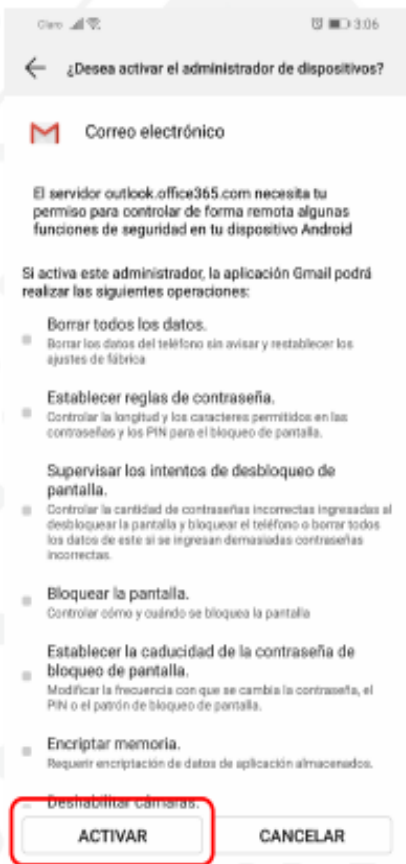 Claro 3:06
¿Desea activar el administrador de dispositivos?
Correo electrónico
El servidor outlook.office365.com necesita tu
permiso para controlar de forma remota algunas
funciones de seguridad en tu dispositivo Android
Si activa este administrador, la aplicación Gmail podrá
realizar las siguientes operaciones:
Borrar todos los datos.
Borrar los datos del teléfono sin avisar y restablecer los
ajustes de fábrica
Establecer reglas de contraseña.
Controlar la longitud y los caracteres permitidos en las
contraseñas y los PIN para el bloqueo de pantalla.
Supervisar los intentos de desbloqueo de
pantalla.
Controlar la cantidad de contraseñas incorrectas ingresadas al
desbloquear la pantalla y bloquear el teléfono o borrar todos
los datos de este si se ingresan demasiadas contraseñas
incorrectas.
Bloquear la pantalla.
Controlar cómo y cuándo se bloquea la pantalla
Establecer la caducidad de la contraseña de
bloqueo de pantalla.
Modificar la frecuencia con que se cambia la contraseña, el
PIN o el patrón de bloqueo de pantalla.
Encriptar memoria.
Requerir encriptación de datos de aplicación almacenados.
Deshabilitar cámaras.
ACTIVAR CANCELAR